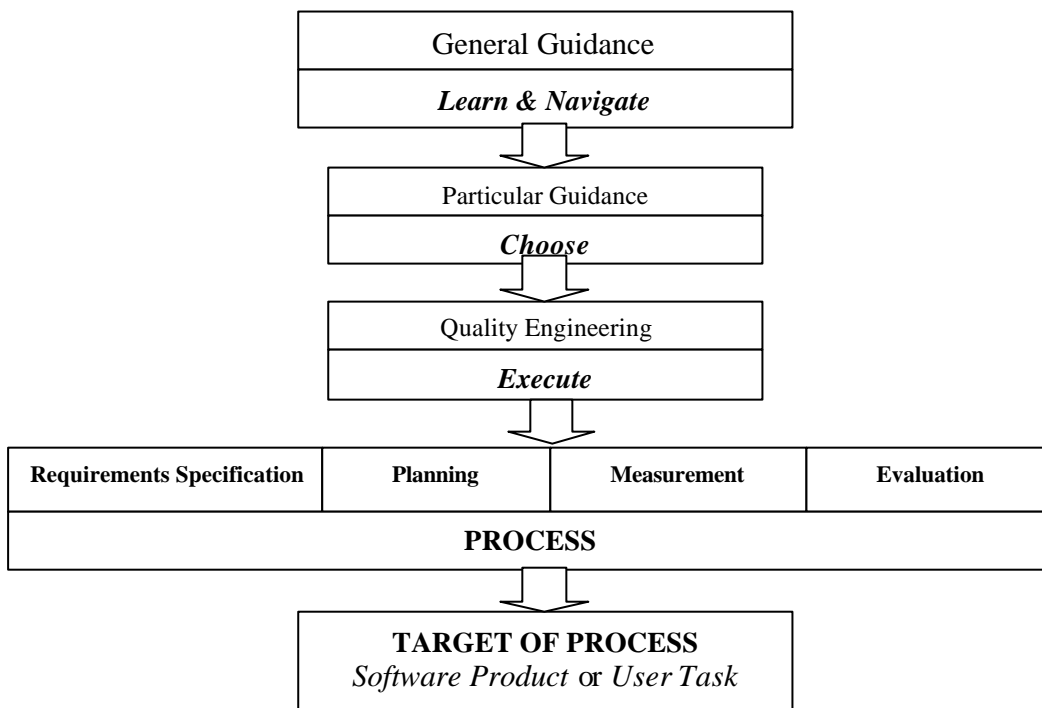 General Guidance
Learn & Navigate
Particular Guidance
Choose
Quality Engineering
Execute
Requirements Specification Planning Measurement Evaluation
PROCESS
TARGET OF PROCESS
Software Product or User Task